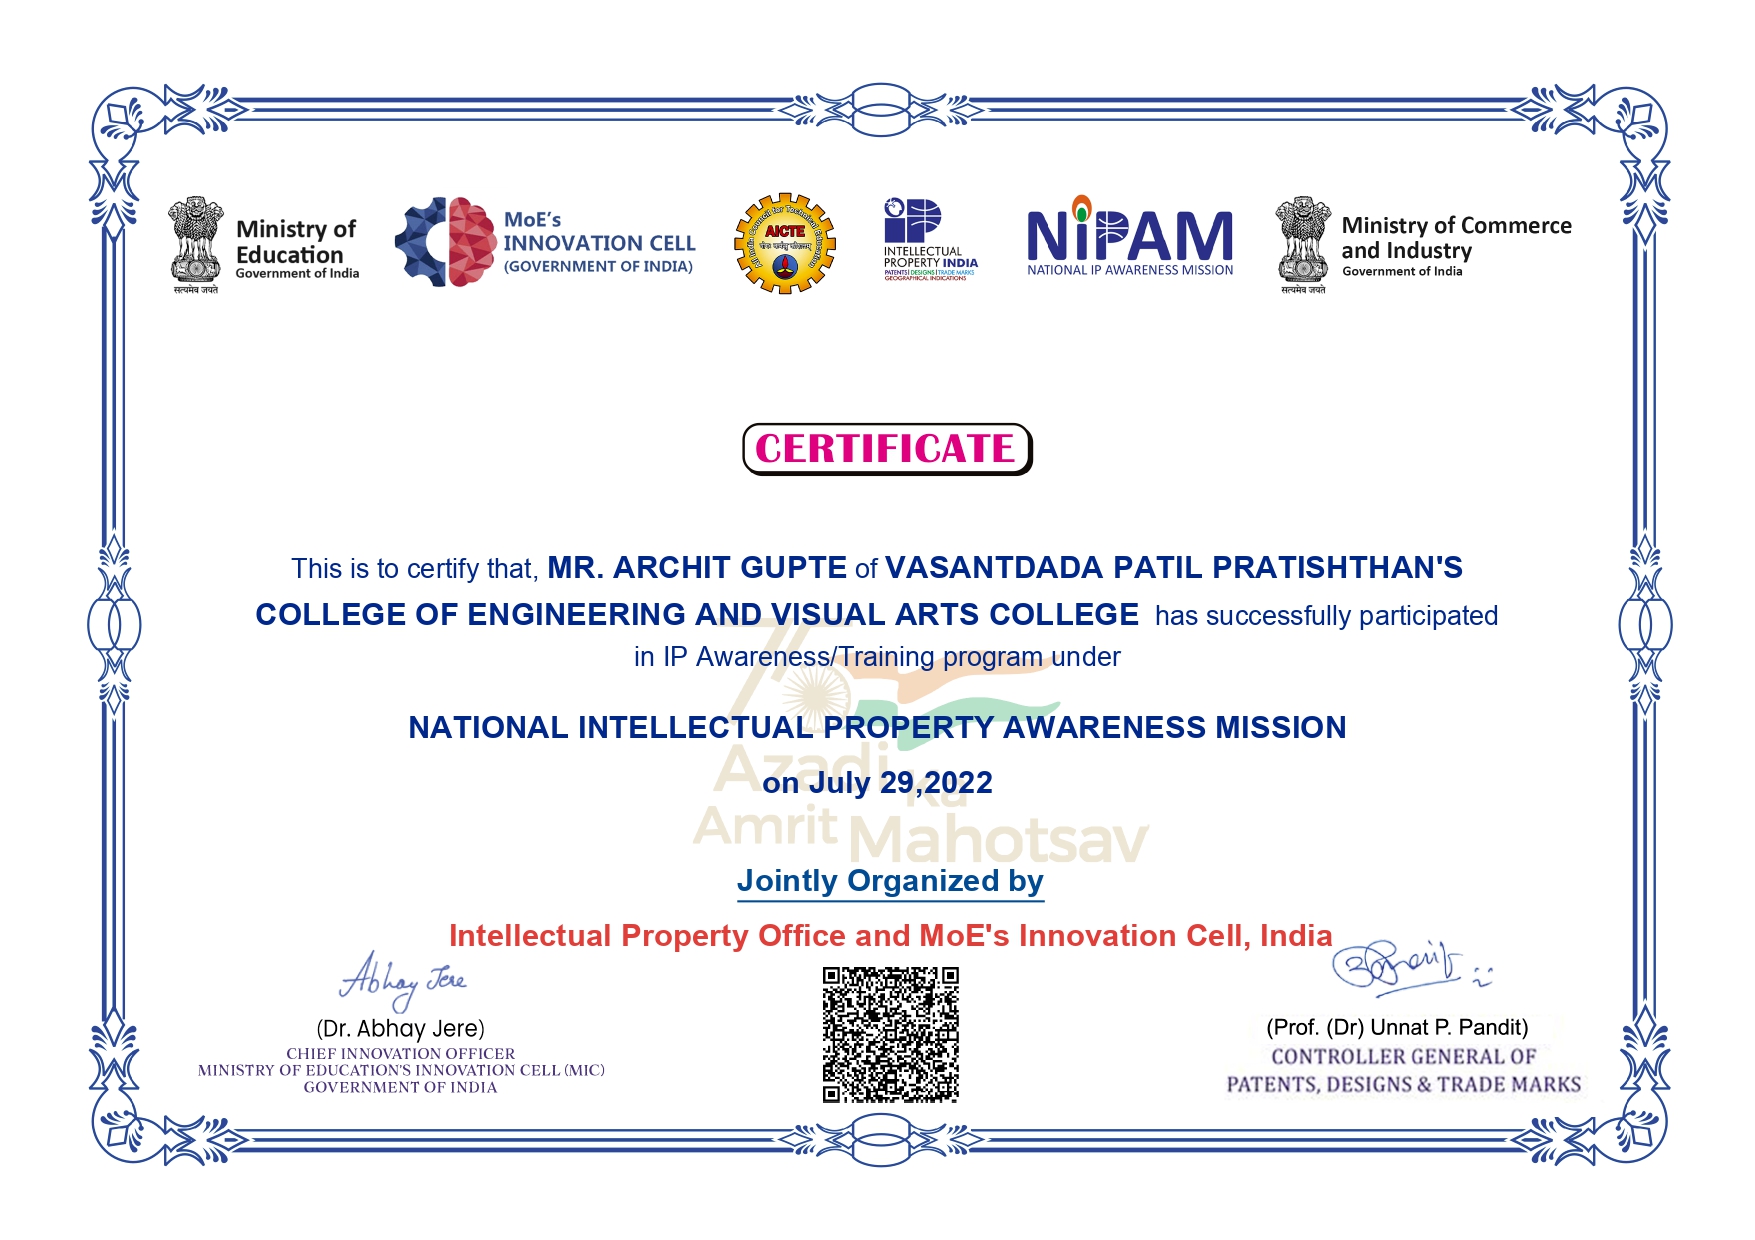 Ministry of
Education
Government of India
सत्यमेव जयते
MoE's
INNOVATION CELL
(GOVERNMENT OF INDIA)
All India Council for Technical Education
AICTE
योगः कर्मसु कौशलम्
INTELLECTUAL
PROPERTY INDIA
PATENTS | DESIGNS | TRADE MARKS
GEOGRAPHICAL INDICATIONS
NiPAM
NATIONAL IP AWARENESS MISSION
सत्यमेव जयते
Ministry of Commerce
and Industry
Government of India
CERTIFICATE
This is to certify that, MR. ARCHIT GUPTE of VASANTDADA PATIL PRATISHTHAN'S
COLLEGE OF ENGINEERING AND VISUAL ARTS COLLEGE has successfully participated
in IP Awareness/Training program under
75
NATIONAL INTELLECTUAL PROPERTY AWARENESS MISSION
Azadi Ka
on July 29,2022
Amrit Mahotsav
Jointly Organized by
Intellectual Property Office and MoE's Innovation Cell, India
Abhay Jere
(Dr. Abhay Jere)
CHIEF INNOVATION OFFICER
MINISTRY OF EDUCATION'S INNOVATION CELL (MIC)
GOVERNMENT OF INDIA
(Prof. (Dr) Unnat P. Pandit)
CONTROLLER GENERAL OF
PATENTS, DESIGNS & TRADE MARKS